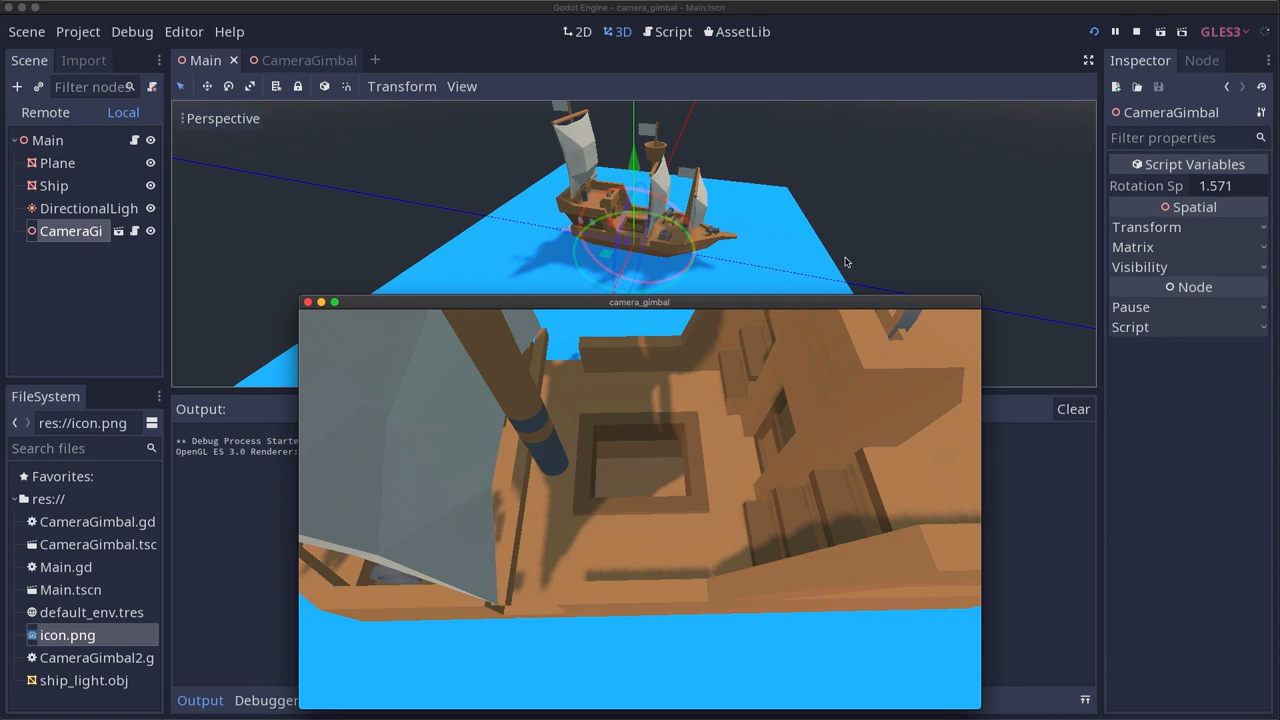 Godot Engine - camera_gimbal - Main.tscn
Scene Project Debug Editor Help
2D 3D Script AssetLib
GLES3
Scene Import
Filter nodes
Remote Local
Main
Plane
Ship
DirectionalLigh
CameraGi
FileSystem
res://icon.png
Search files
Favorites:
res://
CameraGimbal.gd
CameraGimbal.tsc
Main.gd
Main.tscn
default_env.tres
icon.png
CameraGimbal2.g
ship_light.obj
Main CameraGimbal
Transform View
Perspective
camera_gimbal
Output:
Clear
** Debug Process Starte
OpenGL ES 3.0 Renderer:
Output Debugger
Inspector Node
CameraGimbal
Filter properties
Script Variables
Rotation Sp 1.571
Spatial
Transform
Matrix
Visibility
Node
Pause
Script